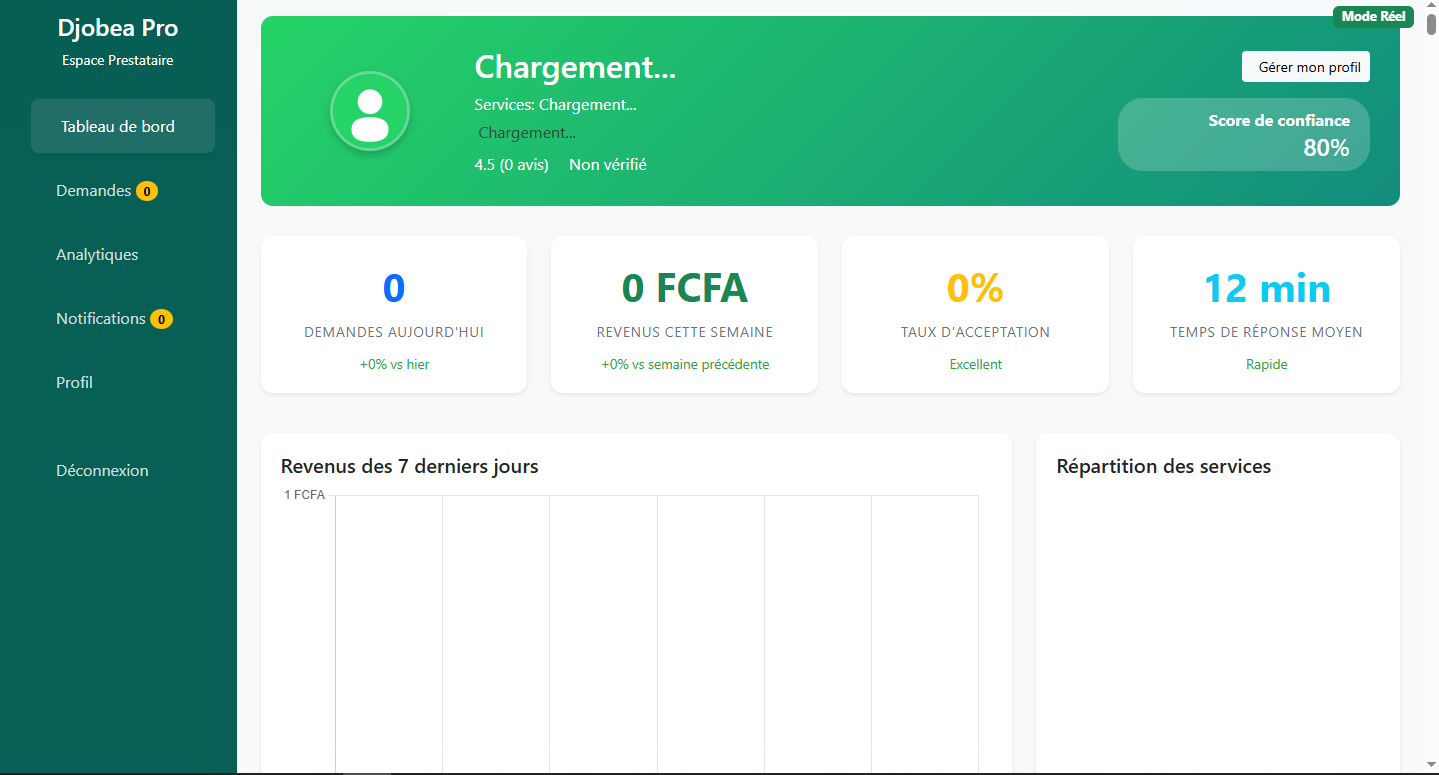 Djobea Pro
Espace Prestataire
Tableau de bord
Demandes 0
Analytiques
Notifications 0
Profil
Déconnexion
Mode Réel
Chargement...
Services: Chargement...
Chargement...
4.5 (0 avis) Non vérifié
Gérer mon profil
Score de confiance
80%
0
DEMANDES AUJOURD'HUI
+0% vs hier
0 FCFA
REVENUS CETTE SEMAINE
+0% vs semaine précédente
0%
TAUX D'ACCEPTATION
Excellent
12 min
TEMPS DE RÉPONSE MOYEN
Rapide
Revenus des 7 derniers jours
1 FCFA
Répartition des services